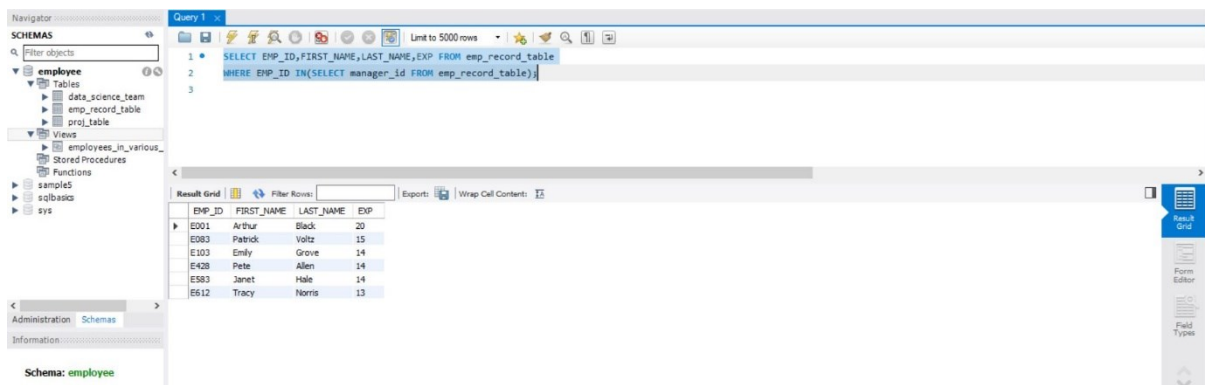 Navigator
SCHEMAS
Filter objects
employee
Tables
data_science_team
emp_record_table
proj_table
Views
employees_in_various_
Stored Procedures
Functions
sample5
sqlbasics
sys
Administration Schemas
Information
Schema: employee
Query 1
Limit to 5000 rows
1 SELECT EMP_ID,FIRST_NAME,LAST_NAME,EXP FROM emp_record_table
2 WHERE EMP_ID IN(SELECT manager_id FROM emp_record_table);
3
Result Grid Filter Rows: Export: Wrap Cell Content:
EMP_ID FIRST_NAME LAST_NAME EXP
E001 Arthur Black 20
E083 Patrick Voltz 15
E103 Emily Grove 14
E428 Pete Allen 14
E583 Janet Hale 14
E612 Tracy Norris 13
Result
Grid
Form
Editor
Field
Types